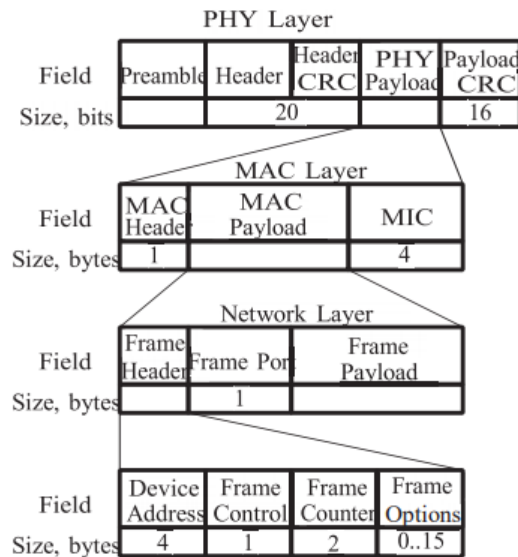 PHY Layer
Field Preamble Header Header CRC PHY Payload Payload CRC
Size, bits 20 16
MAC Layer
Field MAC Header MAC Payload MIC
Size, bytes 1 4
Network Layer
Field Frame Header Frame Port Frame Payload
Size, bytes 1
Field Device Address Frame Control Frame Counter Frame Options
Size, bytes 4 1 2 0..15